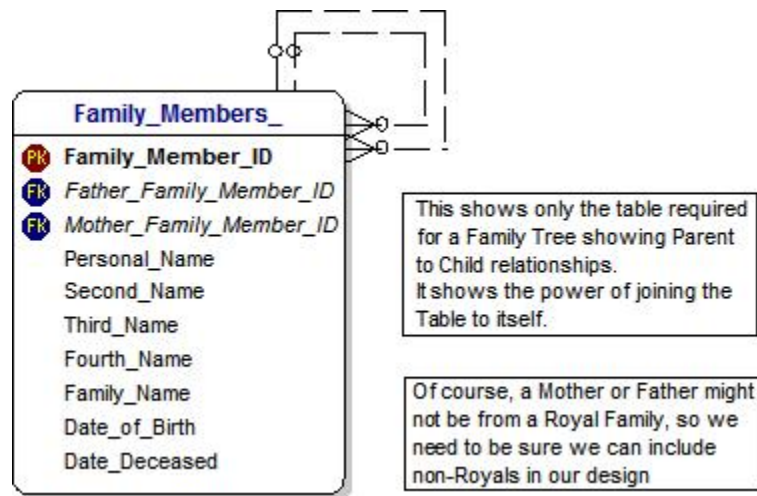 Family_Members_
PK Family_Member_ID
FK Father_Family_Member_ID
FK Mother_Family_Member_ID
Personal_Name
Second_Name
Third_Name
Fourth_Name
Family_Name
Date_of_Birth
Date_Deceased
This shows only the table required
for a Family Tree showing Parent
to Child relationships.
It shows the power of joining the
Table to itself.
Of course, a Mother or Father might
not be from a Royal Family, so we
need to be sure we can include
non-Royals in our design